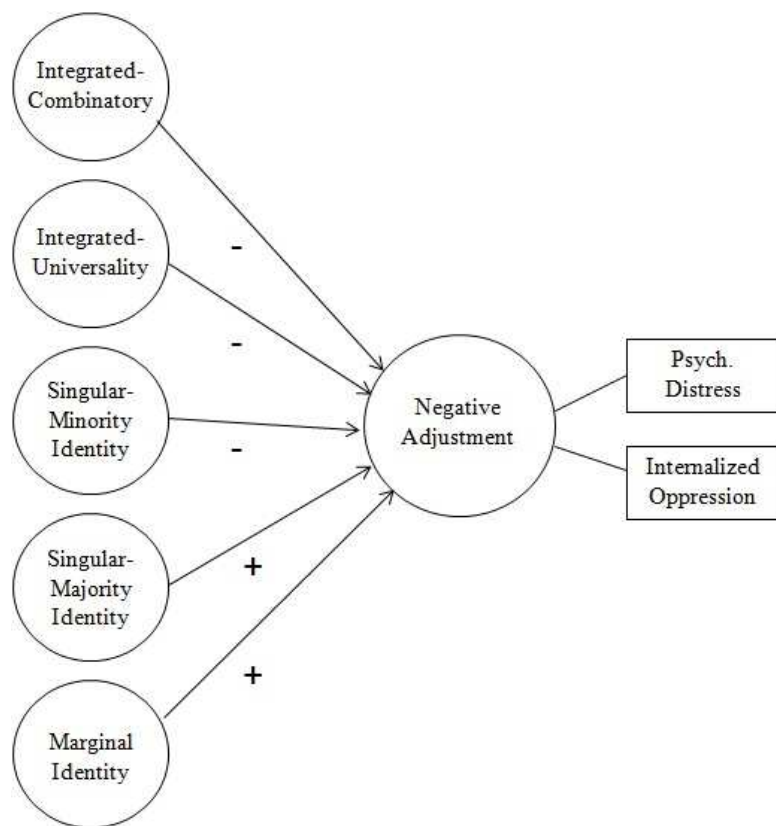 Integrated-
Combinatory
-
Integrated-
Universality
-
Singular-
Minority
Identity
-
Singular-
Majority
Identity
+
Marginal
Identity
+
Negative
Adjustment
Psych.
Distress
Internalized
Oppression